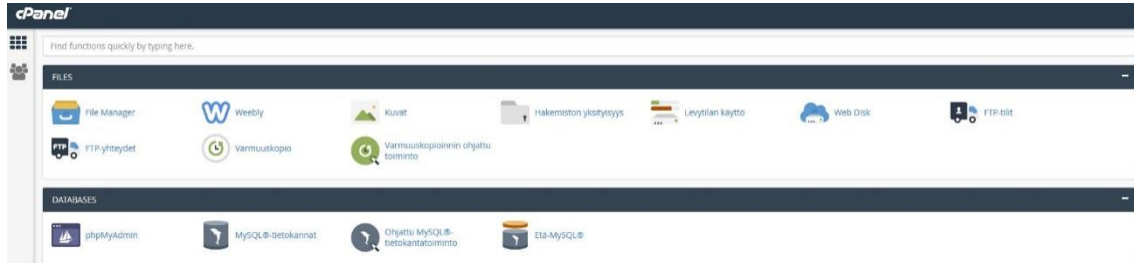 cPanel
Find functions quickly by typing here.
FILES
File Manager
Weebly
Kuvat
Hakemiston yksityisyys
Levytilan käyttö
Web Disk
FTP-tilit
FTP
FTP-yhteydet
Varmuuskopio
Varmuuskopioinnin ohjattu
toiminto
DATABASES
phpMyAdmin
MySQL®-tietokannat
Ohjattu MySQL®-
tietokantatoiminto
Etä-MySQL®